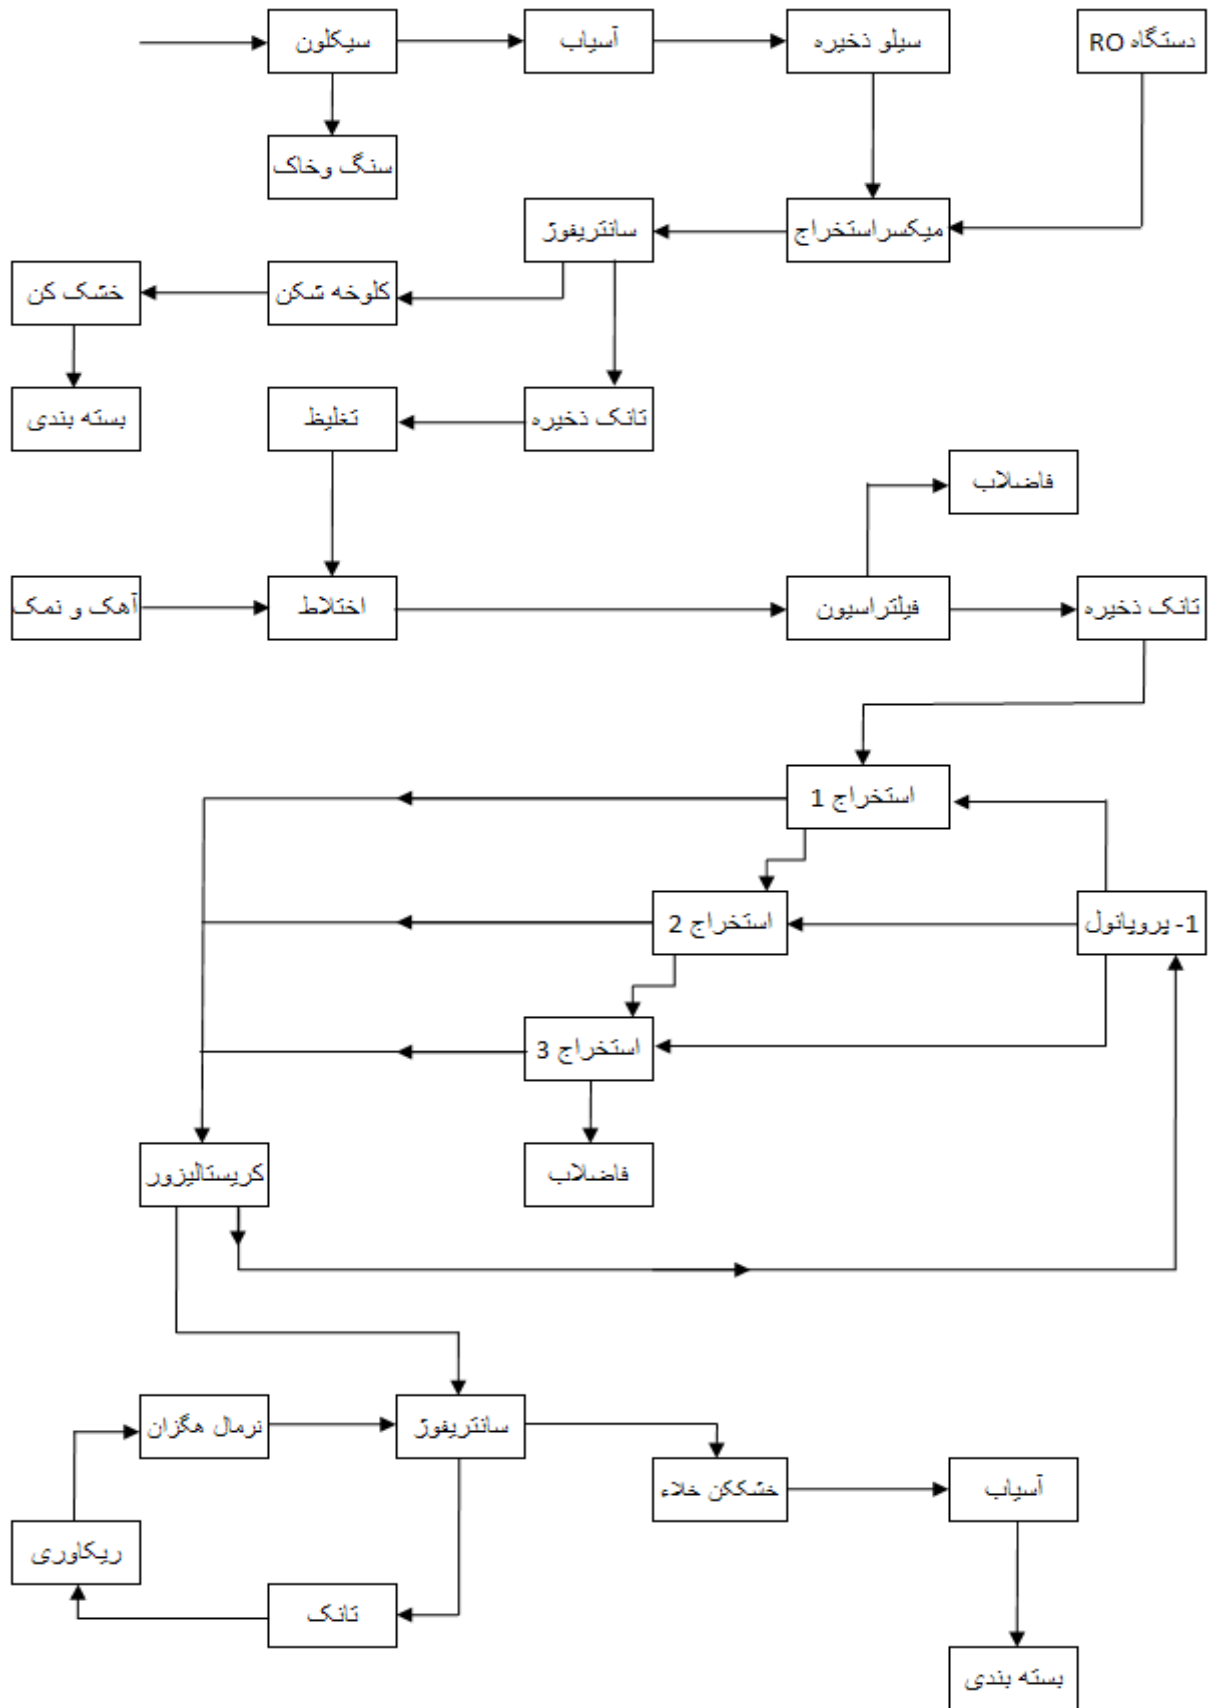 سیکلون
آسیاب
سیلو ذخیره
دستگاه RO
سنگ وخاک
میکسراستخراج
سانتریفوژ
کلوخه شکن
خشک کن
بسته بندی
تغلیظ
تانک ذخیره
فاضلاب
آهک و نمک
اختلاط
فیلتراسیون
تانک ذخیره
استخراج 1
استخراج 2
1- پروپانول
استخراج 3
فاضلاب
کریستالیزور
نرمال هگزان
سانتریفوژ
خشککن خلاء
آسیاب
ریکاوری
تانک
بسته بندی